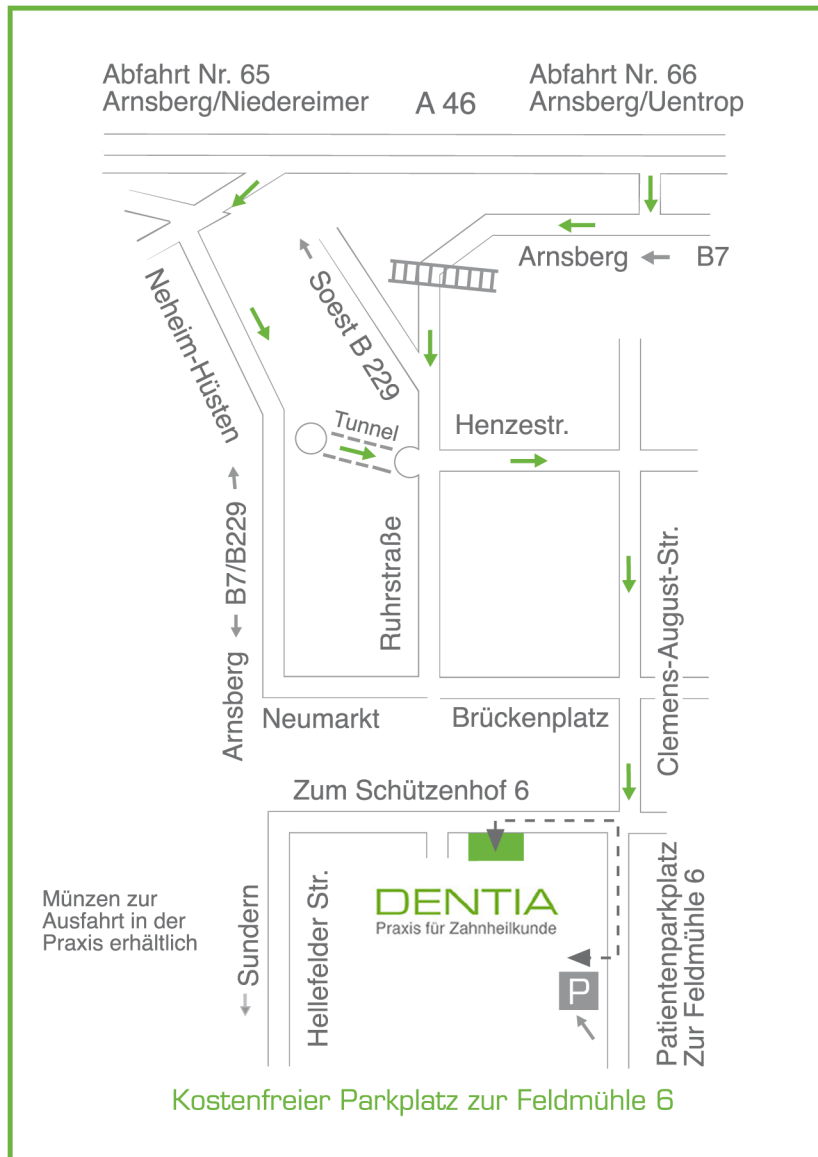 Abfahrt Nr. 65
Arnsberg/Niedereimer
A 46
Abfahrt Nr. 66
Arnsberg/Uentrop
Arnsberg
B7
Neheim-Hüsten
Soest B 229
Tunnel
Henzestr.
B7/B229
Arnsberg
Ruhrstraße
Clemens-August-Str.
Neumarkt
Brückenplatz
Zum Schützenhof 6
Münzen zur
Ausfahrt in der
Praxis erhältlich
Sundern
Hellefelder Str.
DENTIA
Praxis für Zahnheilkunde
P
Patientenparkplatz
Zur Feldmühle 6
Kostenfreier Parkplatz zur Feldmühle 6